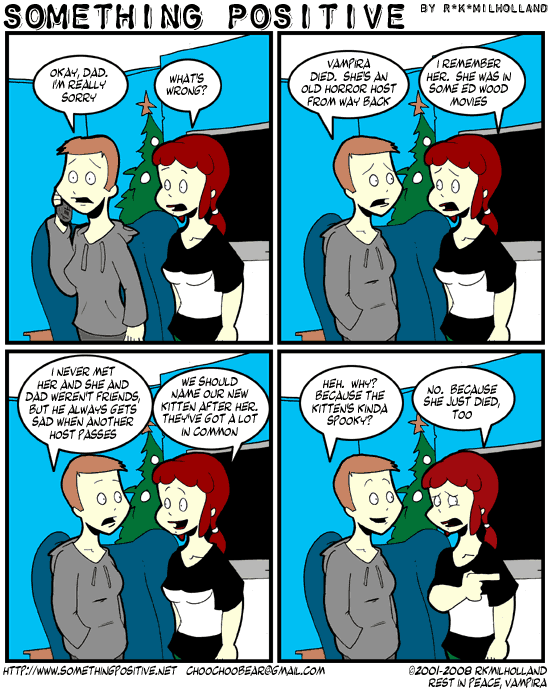 SOMETHING POSITIVE BY R*K*MILHOLLAND
OKAY, DAD.
I'M REALLY
SORRY
WHAT'S
WRONG?
VAMPIRA
DIED. SHE'S AN
OLD HORROR HOST
FROM WAY BACK
I REMEMBER
HER. SHE WAS IN
SOME ED WOOD
MOVIES
I NEVER MET
HER AND SHE AND
DAD WEREN'T FRIENDS,
BUT HE ALWAYS GETS
SAD WHEN ANOTHER
HOST PASSES
WE SHOULD
NAME OUR NEW
KITTEN AFTER HER.
THEY'VE GOT A LOT
IN COMMON
HEH. WHY?
BECAUSE THE
KITTEN'S KINDA
SPOOKY?
NO. BECAUSE
SHE JUST DIED,
TOO
HTTP://WWW.SOMETHINGPOSITIVE.NET CHOOCHOOBEAR@GMAIL.COM
©2001-2008 RKMILHOLLAND
REST IN PEACE, VAMPIRA